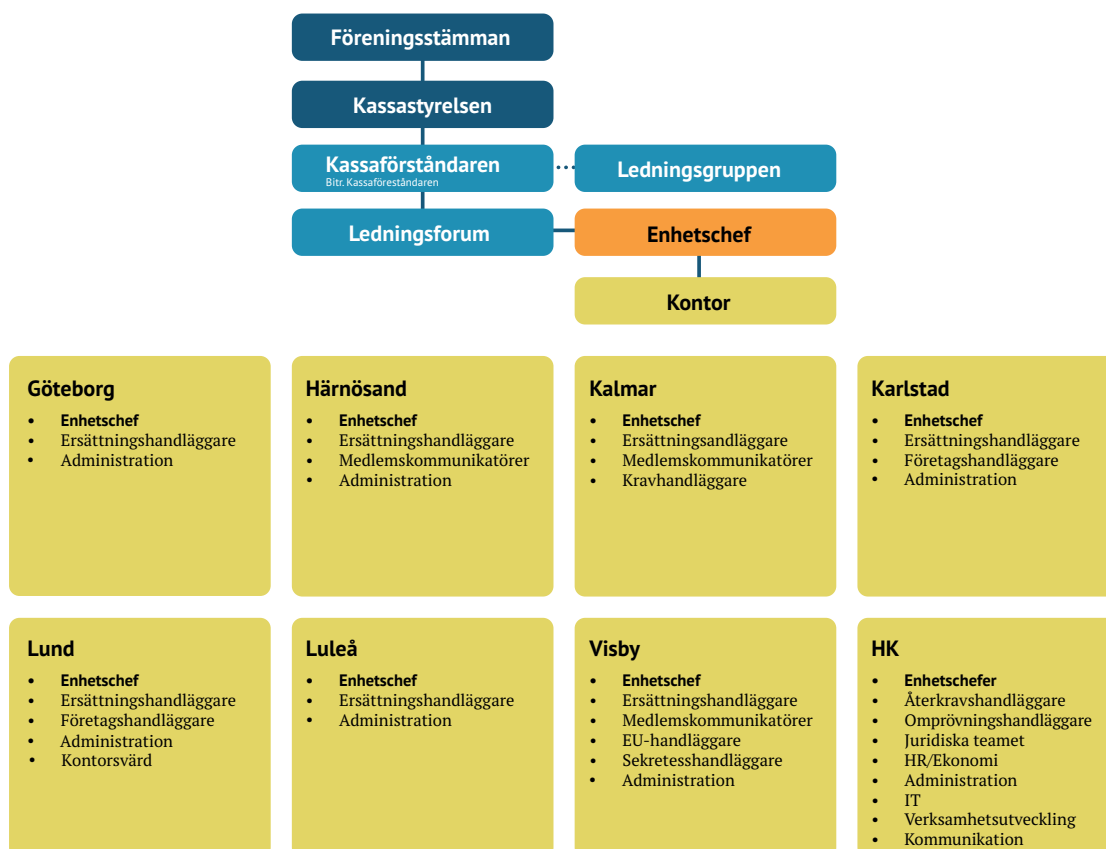 Föreningsstämman
Kassastyrelsen
Kassaförståndaren
Bitr. Kassaföreståndaren
Ledningsgruppen
Ledningsforum
Enhetschef
Kontor
Göteborg
• Enhetschef
• Ersättningshandläggare
• Administration
Härnösand
• Enhetschef
• Ersättningshandläggare
• Medlemskommunikatörer
• Administration
Kalmar
• Enhetschef
• Ersättningsandläggare
• Medlemskommunikatörer
• Kravhandläggare
Karlstad
• Enhetschef
• Ersättningshandläggare
• Företagshandläggare
• Administration
Lund
• Enhetschef
• Ersättningshandläggare
• Företagshandläggare
• Administration
• Kontorsvärd
Luleå
• Enhetschef
• Ersättningshandläggare
• Administration
Visby
• Enhetschef
• Ersättningshandläggare
• Medlemskommunikatörer
• EU-handläggare
• Sekretesshandläggare
• Administration
HK
• Enhetschefer
• Återkravshandläggare
• Omprövningshandläggare
• Juridiska teamet
• HR/Ekonomi
• Administration
• IT
• Verksamhetsutveckling
• Kommunikation